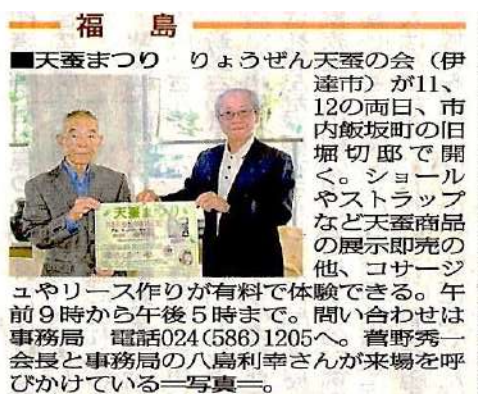 福島
■天蚕まつり　りょうぜん天蚕の会（伊
達市）が11、
12の両日、市
内飯坂町の旧
堀切邸で開
く。ショール
やストラップ
など天蚕商品
の展示即売の
他、コサージ
ュやリース作りが有料で体験できる。午
前９時から午後５時まで。問い合わせは
事務局　電話024(586)1205へ。菅野秀一
会長と事務局の八島利幸さんが来場を呼
びかけている＝写真＝。
天蚕まつり